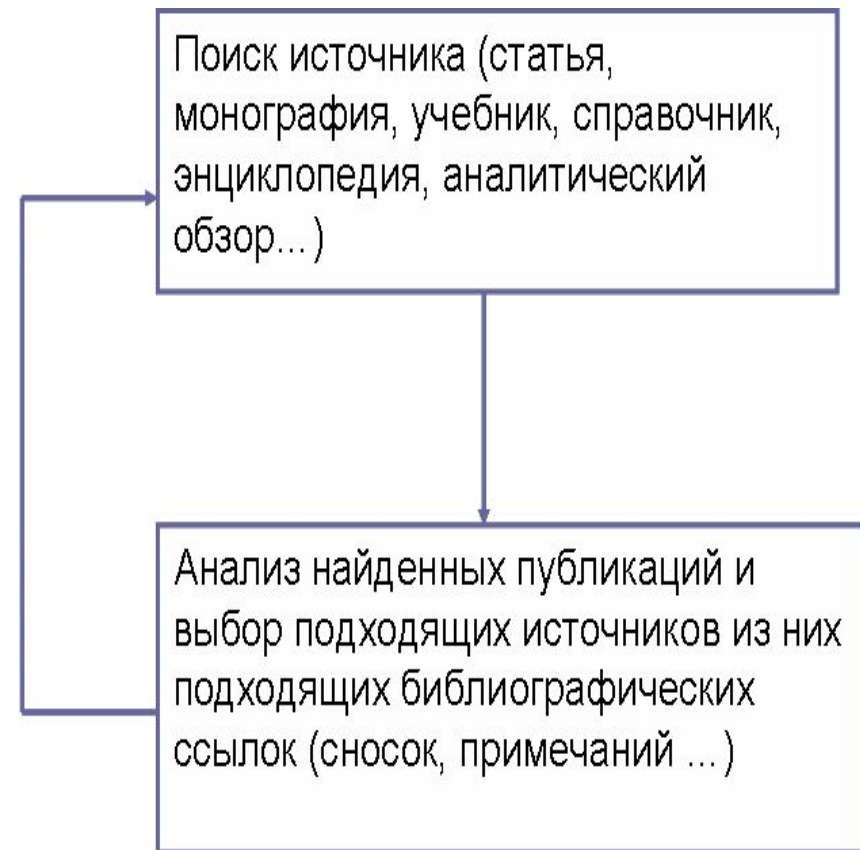 Поиск источника (статья,
монография, учебник, справочник,
энциклопедия, аналитический
обзор...)
Анализ найденных публикаций и
выбор подходящих источников из них
подходящих библиографических
ссылок (сносок, примечаний ...)